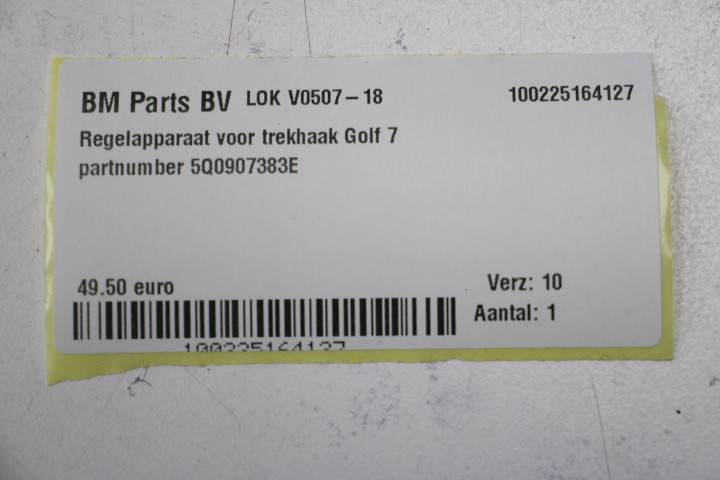 BM Parts BV LOK V0507-18 100225164127
Regelapparaat voor trekhaak Golf 7
partnumber 5Q0907383E
49.50 euro Verz: 10
Aantal: 1
100225164127